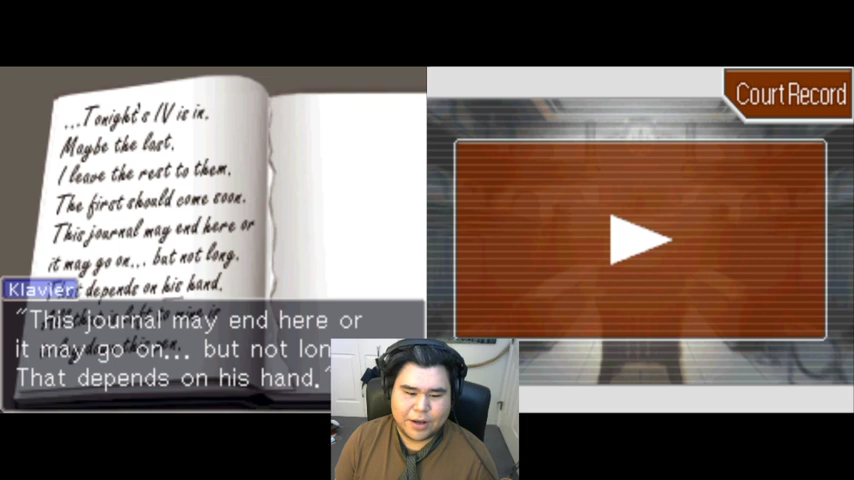 ...Tonight's IV is in.
Maybe the last.
I leave the rest to them.
The first should come soon.
This journal may end here or
it may go on... but not long.
depends on his hand.
Klavier
"This journal may end here or
it may go on... but not
That depends on his hand.
Court Record